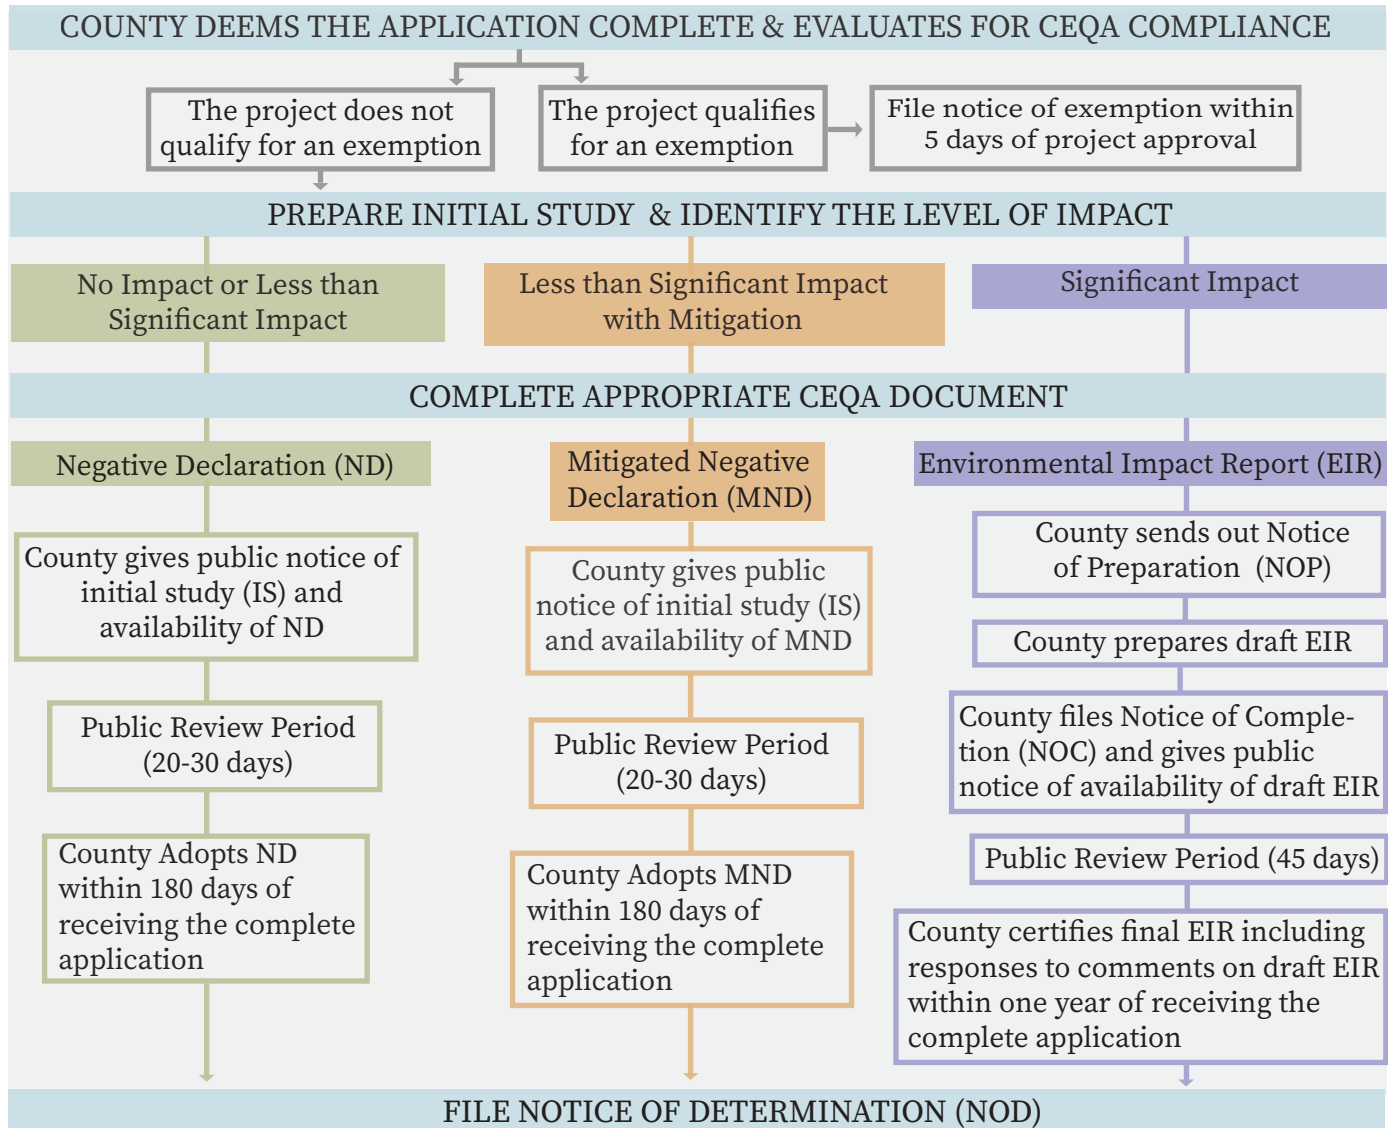 COUNTY DEEMS THE APPLICATION COMPLETE & EVALUATES FOR CEQA COMPLIANCE
The project does not
qualify for an exemption
The project qualifies
for an exemption
File notice of exemption within
5 days of project approval
PREPARE INITIAL STUDY & IDENTIFY THE LEVEL OF IMPACT
No Impact or Less than
Significant Impact
Less than Significant Impact
with Mitigation
Significant Impact
COMPLETE APPROPRIATE CEQA DOCUMENT
Negative Declaration (ND)
County gives public notice of
initial study (IS) and
availability of ND
Public Review Period
(20-30 days)
County Adopts ND
within 180 days of
receiving the complete
application
Mitigated Negative
Declaration (MND)
County gives public
notice of initial study (IS)
and availability of MND
Public Review Period
(20-30 days)
County Adopts MND
within 180 days of
receiving the complete
application
Environmental Impact Report (EIR)
County sends out Notice
of Preparation (NOP)
County prepares draft EIR
County files Notice of Comple-
tion (NOC) and gives public
notice of availability of draft EIR
Public Review Period (45 days)
County certifies final EIR including
responses to comments on draft EIR
within one year of receiving the
complete application
FILE NOTICE OF DETERMINATION (NOD)